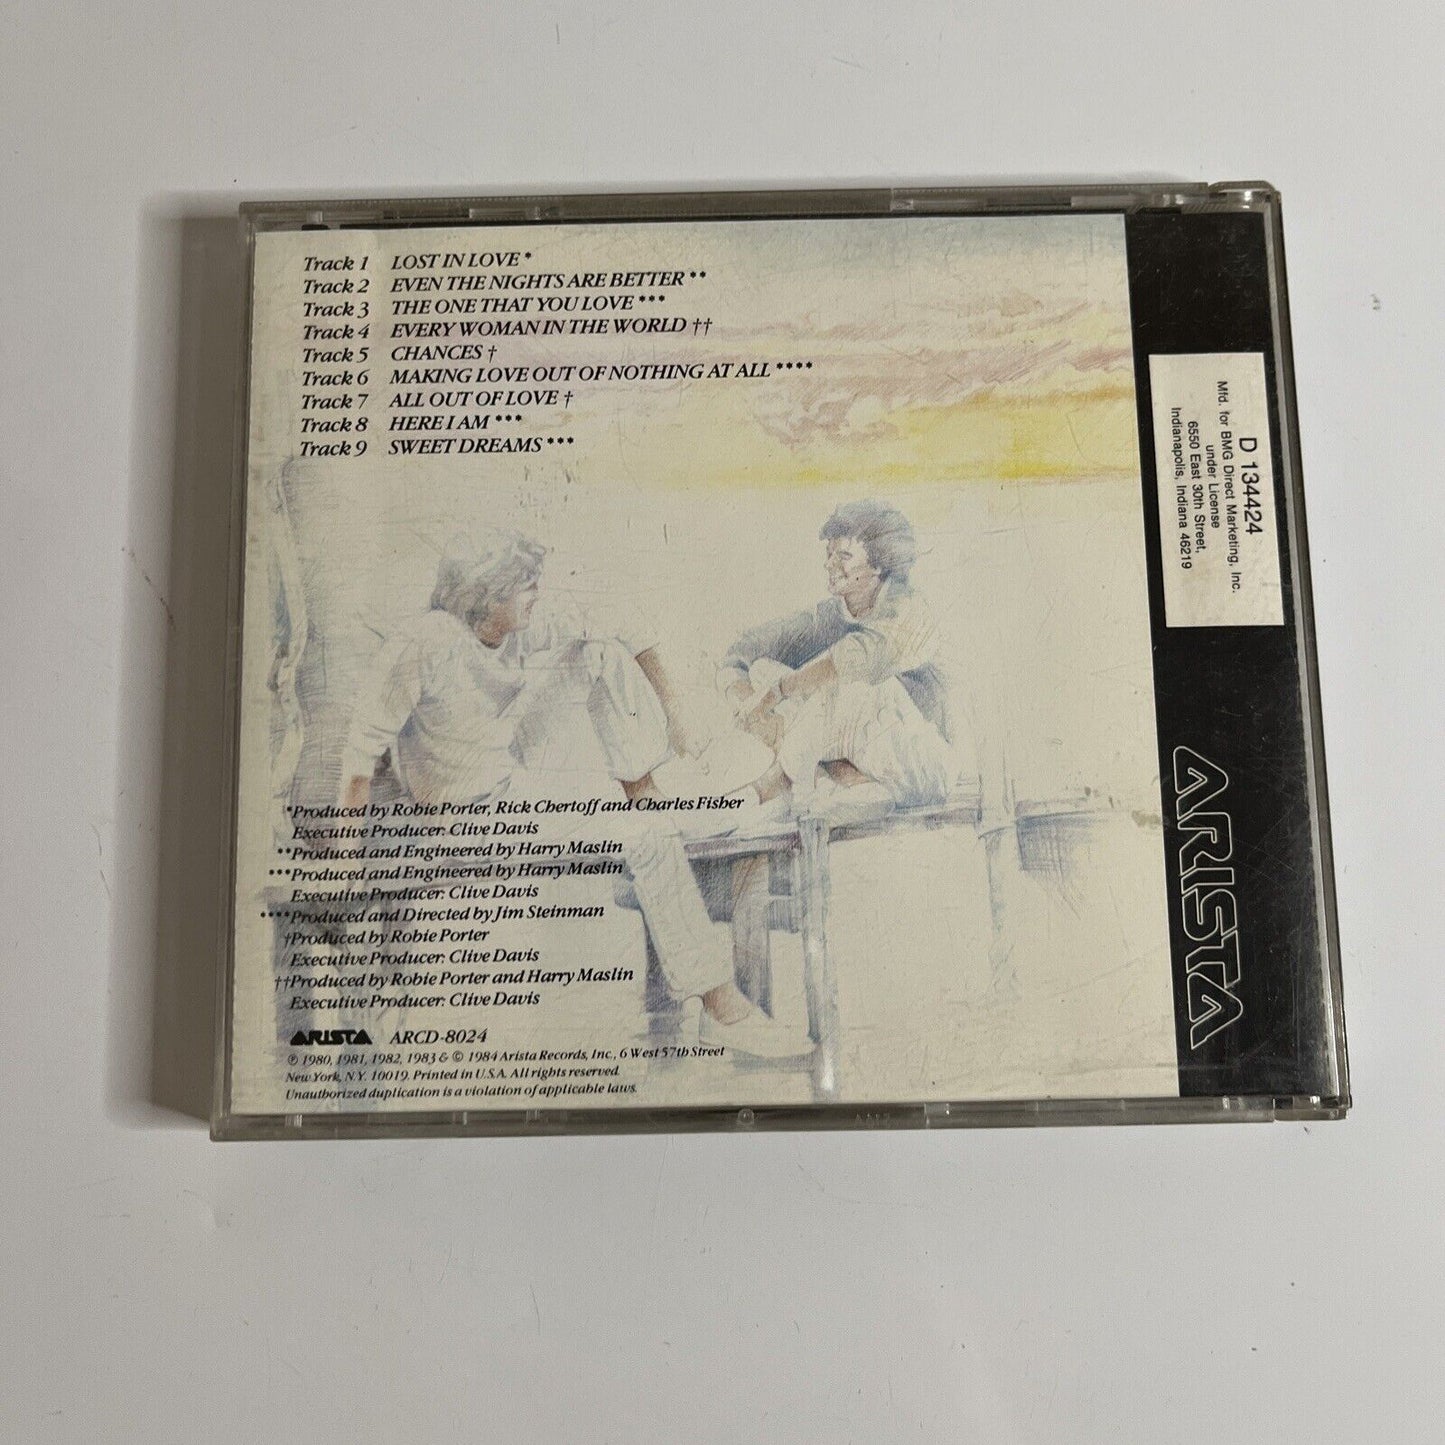 Track 1 LOST IN LOVE *
Track 2 EVEN THE NIGHTS ARE BETTER **
Track 3 THE ONE THAT YOU LOVE ***
Track 4 EVERY WOMAN IN THE WORLD ††
Track 5 CHANCES †
Track 6 MAKING LOVE OUT OF NOTHING AT ALL ****
Track 7 ALL OUT OF LOVE †
Track 8 HERE I AM ***
Track 9 SWEET DREAMS ***
*Produced by Robie Porter, Rick Chertoff and Charles Fisher
Executive Producer: Clive Davis
**Produced and Engineered by Harry Maslin
***Produced and Engineered by Harry Maslin
Executive Producer: Clive Davis
****Produced and Directed by Jim Steinman
†Produced by Robie Porter
Executive Producer: Clive Davis
††Produced by Robie Porter and Harry Maslin
Executive Producer: Clive Davis
ARISTA ARCD-8024
℗ 1980, 1981, 1982, 1983 & © 1984 Arista Records, Inc., 6 West 57th Street
New York, N.Y. 10019. Printed in U.S.A. All rights reserved.
Unauthorized duplication is a violation of applicable laws.
D 134424
Mfd. for BMG Direct Marketing, Inc.
under License
6550 East 30th Street,
Indianapolis, Indiana 46219
ARISTA